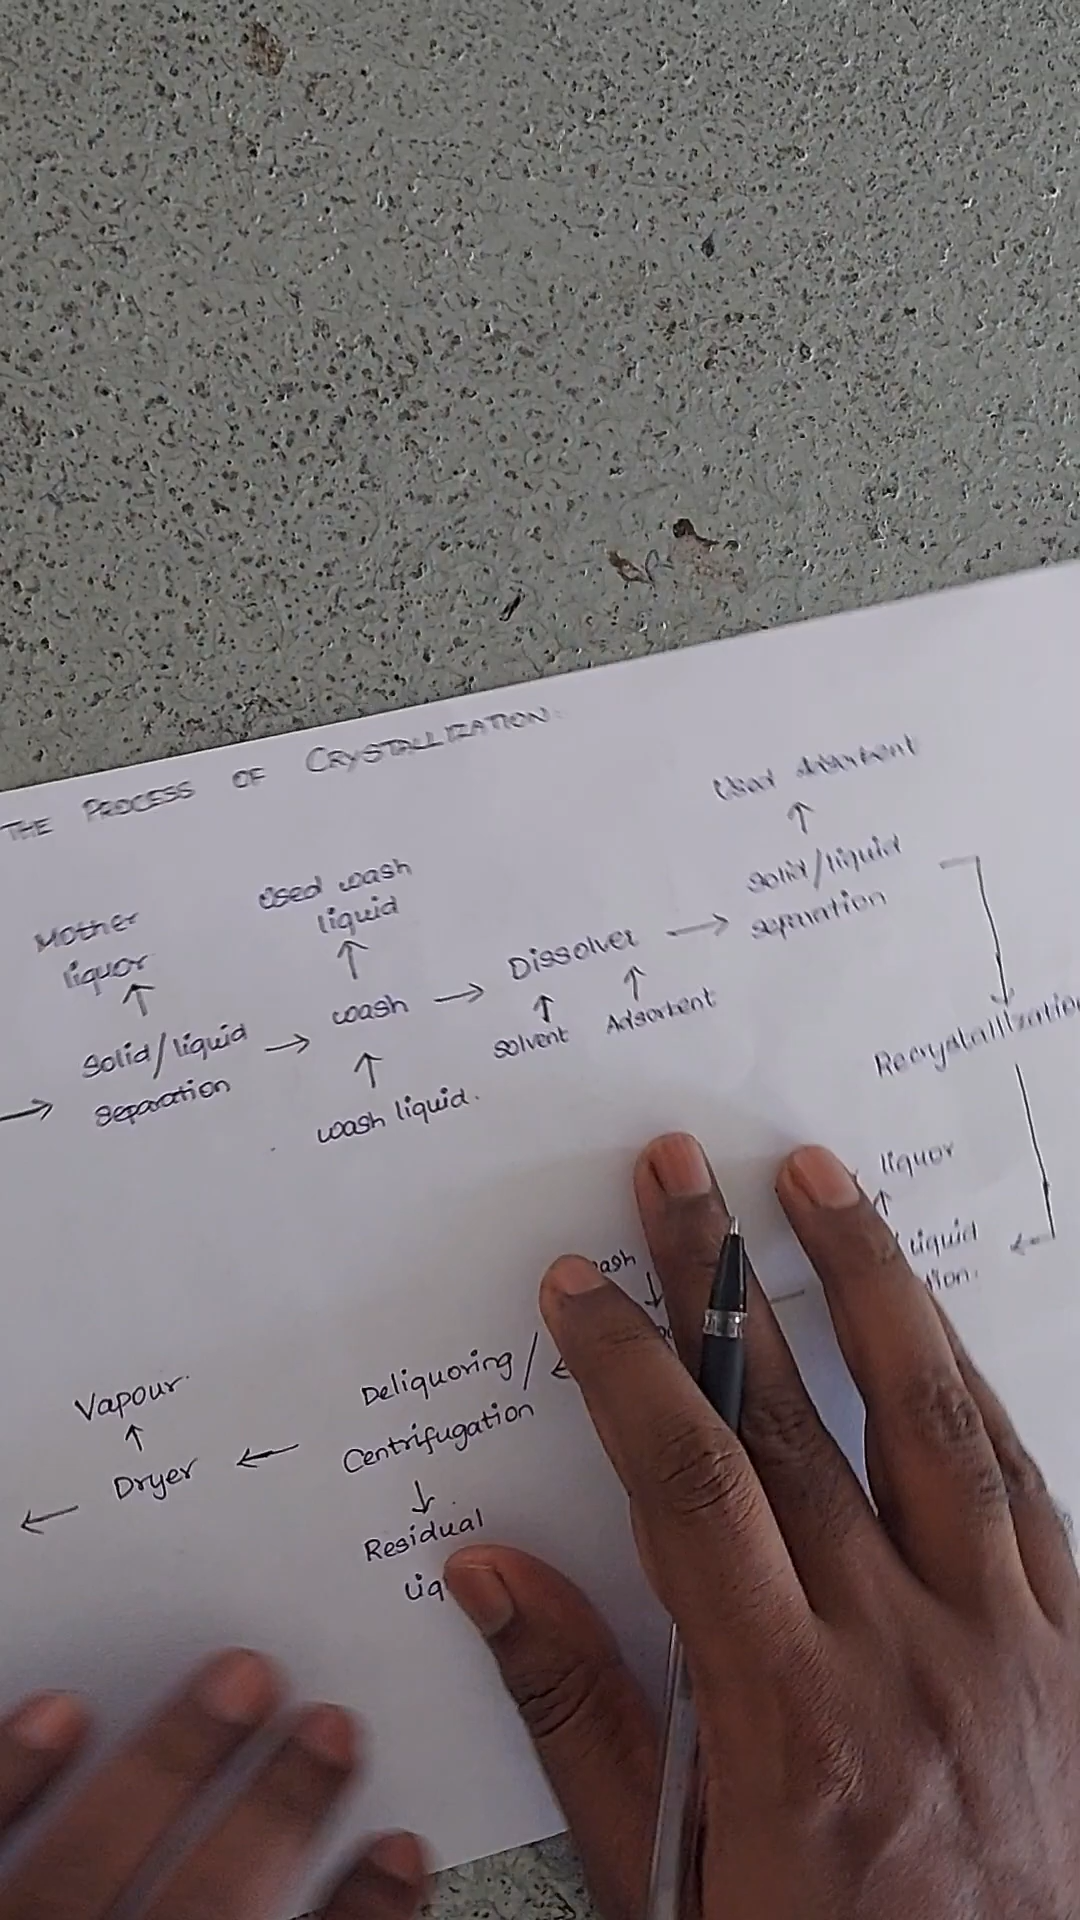 THE PROCESS OF CRYSTALLIZATION:
Mother
liquor
Used wash
liquid
Used Adsorbent
Solid/liquid
separation
wash
Dissolver
Solid/liquid
sepration
wash liquid.
Solvent
Adsorbent
Recrystallization
liquor
liquid
Deliquoring/
Centrifugation
Vapour.
Dryer
Residual